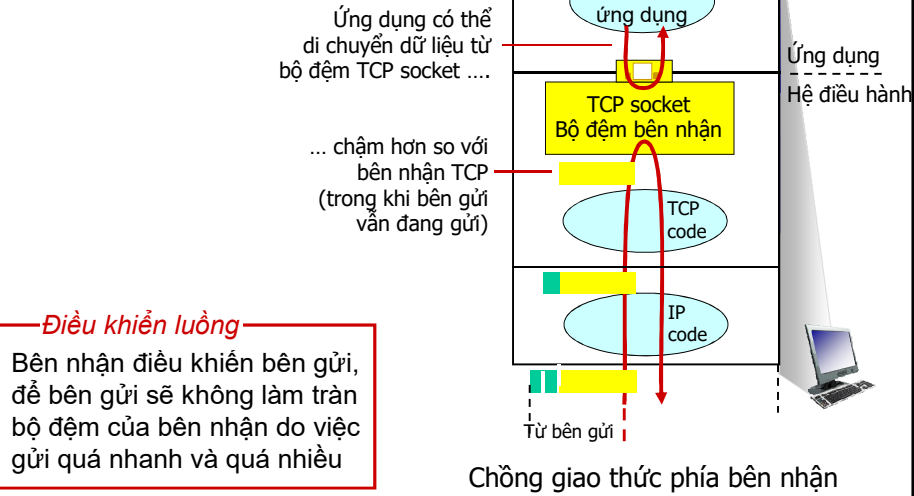 Ứng dụng có thể
di chuyển dữ liệu từ
bộ đệm TCP socket ....
ứng dụng
Ứng dụng
Hệ điều hành
TCP socket
Bộ đệm bên nhận
... chậm hơn so với
bên nhận TCP
(trong khi bên gửi
vẫn đang gửi)
TCP
code
IP
code
Điều khiển luồng
Bên nhận điều khiển bên gửi,
để bên gửi sẽ không làm tràn
bộ đệm của bên nhận do việc
gửi quá nhanh và quá nhiều
Từ bên gửi
Chồng giao thức phía bên nhận